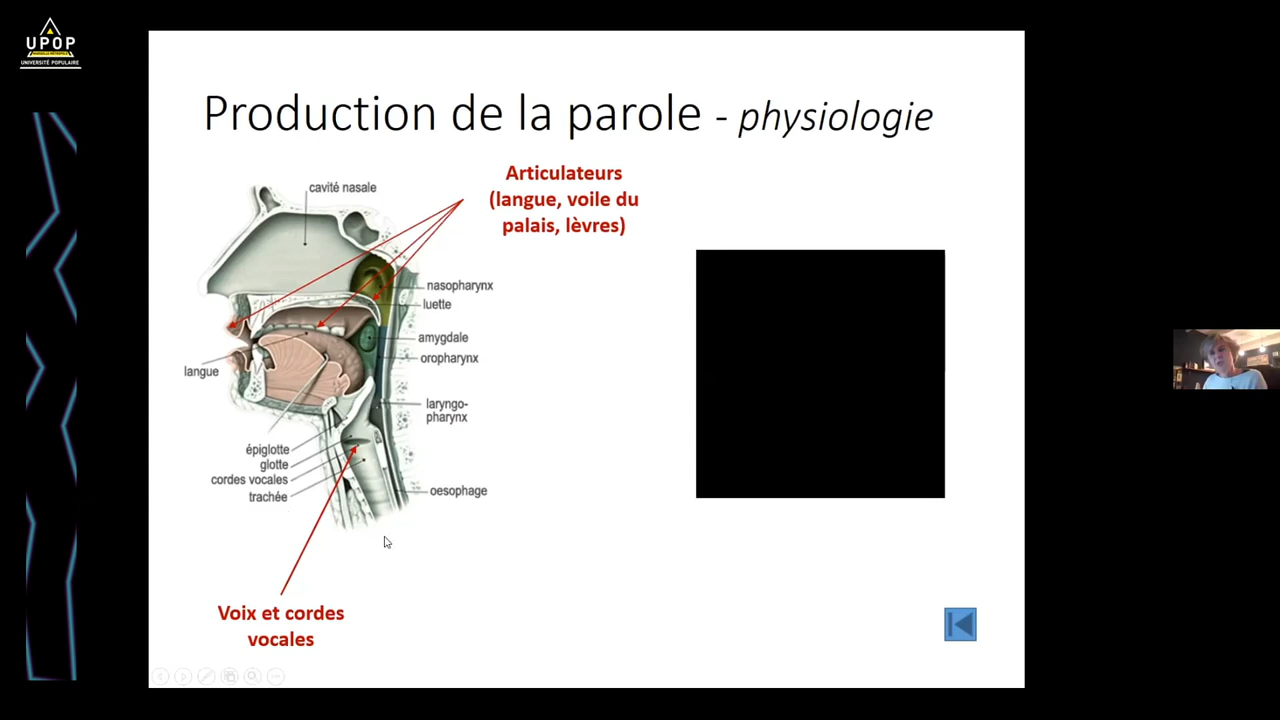 UPOP
UNIVERSITÉ POPULAIRE
Production de la parole - physiologie
Articulateurs
(langue, voile du
palais, lèvres)
cavité nasale
nasopharynx
luette
amygdale
oropharynx
langue
laryngo-
pharynx
épiglotte
glotte
cordes vocales
trachée
oesophage
Voix et cordes
vocales